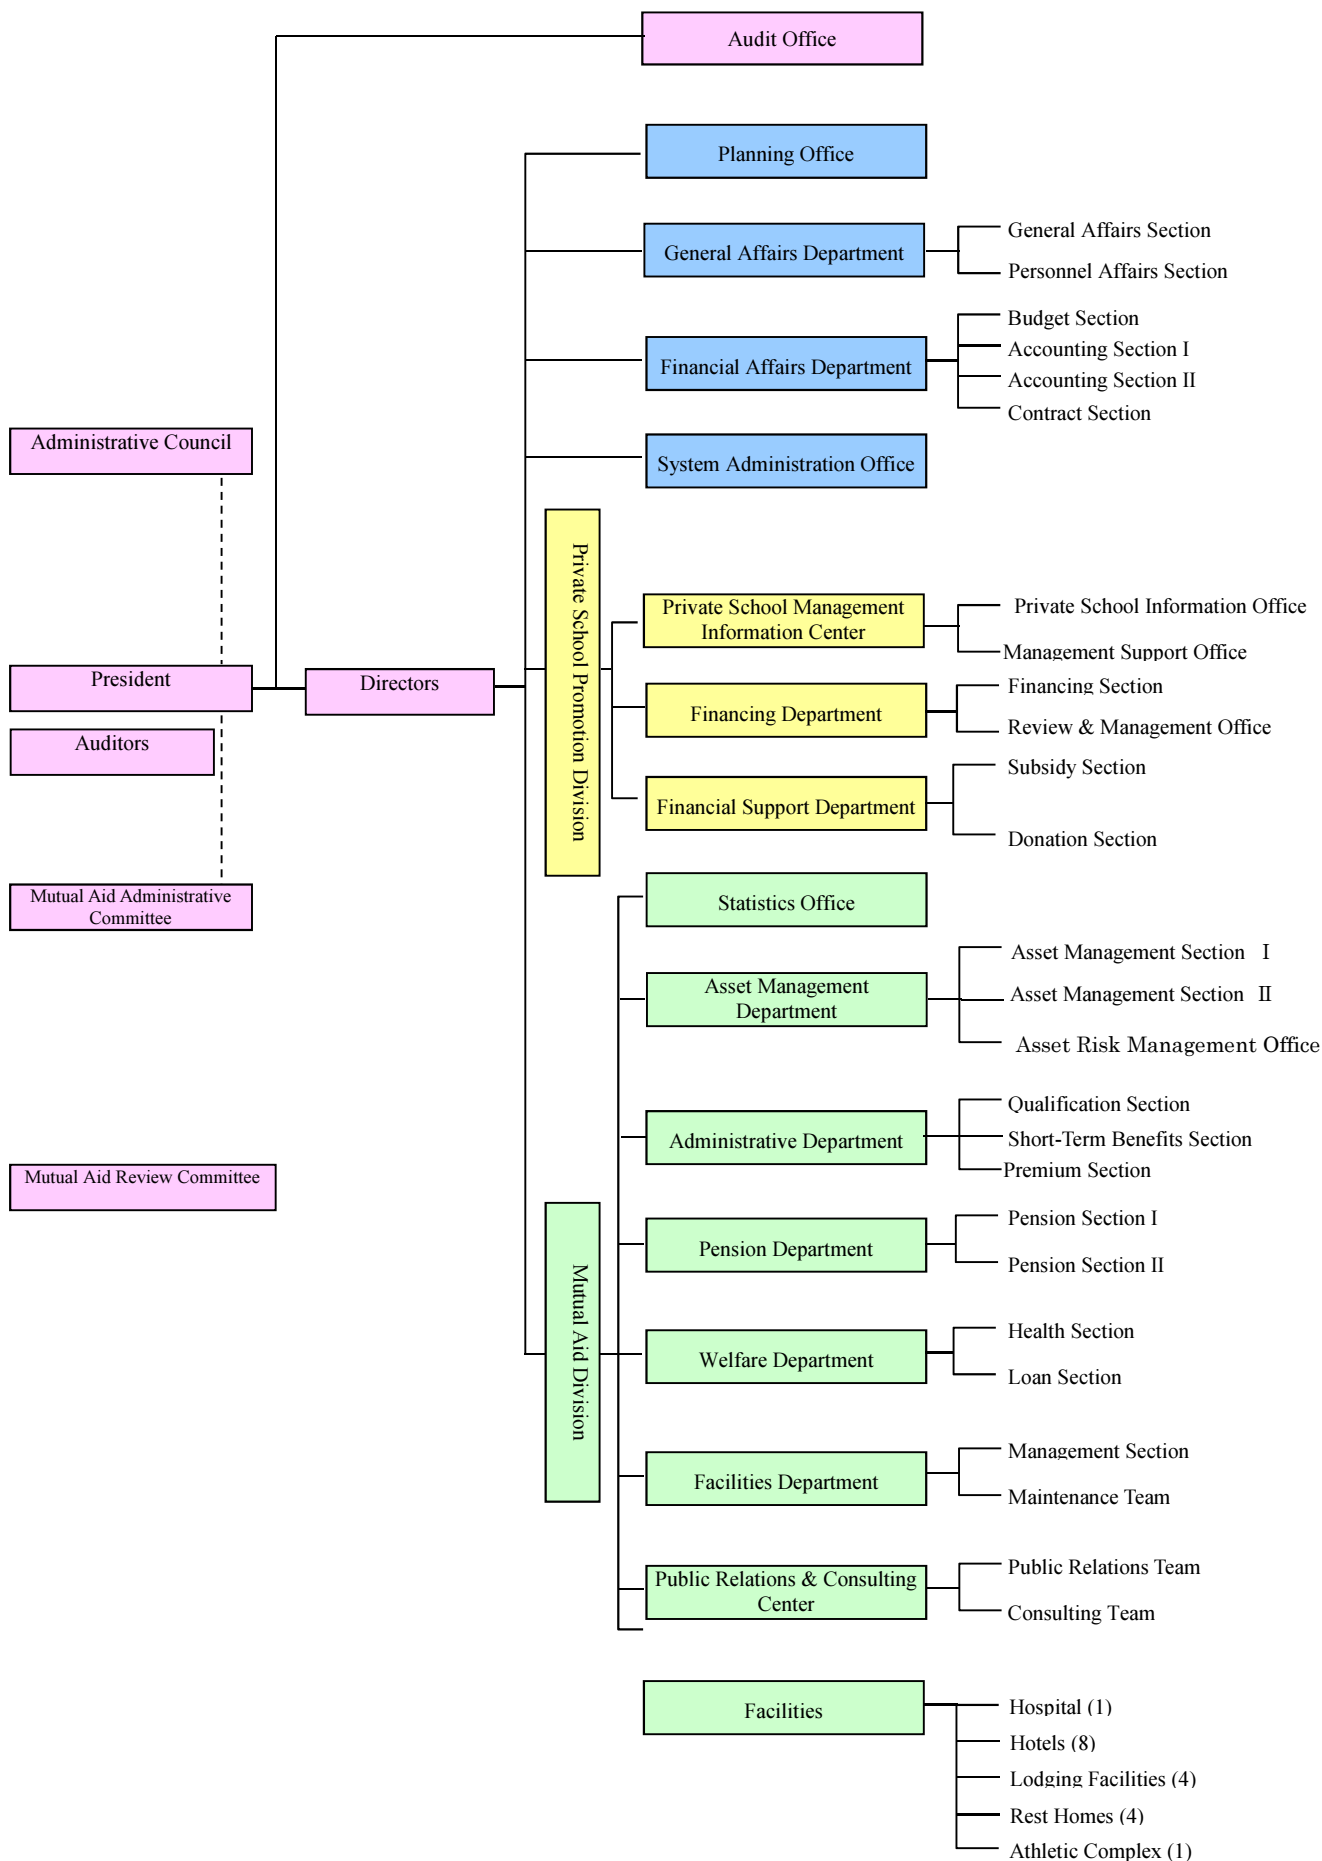 Audit Office
Planning Office
General Affairs Department
General Affairs Section
Personnel Affairs Section
Financial Affairs Department
Budget Section
Accounting Section I
Accounting Section II
Contract Section
Administrative Council
System Administration Office
Private School Promotion Division
Private School Management
Information Center
Private School Information Office
Management Support Office
President
Directors
Auditors
Financing Department
Financing Section
Review & Management Office
Financial Support Department
Subsidy Section
Donation Section
Mutual Aid Administrative
Committee
Statistics Office
Asset Management
Department
Asset Management Section I
Asset Management Section II
Asset Risk Management Office
Administrative Department
Qualification Section
Short-Term Benefits Section
Premium Section
Mutual Aid Review Committee
Mutual Aid Division
Pension Department
Pension Section I
Pension Section II
Welfare Department
Health Section
Loan Section
Facilities Department
Management Section
Maintenance Team
Public Relations & Consulting
Center
Public Relations Team
Consulting Team
Facilities
Hospital (1)
Hotels (8)
Lodging Facilities (4)
Rest Homes (4)
Athletic Complex (1)